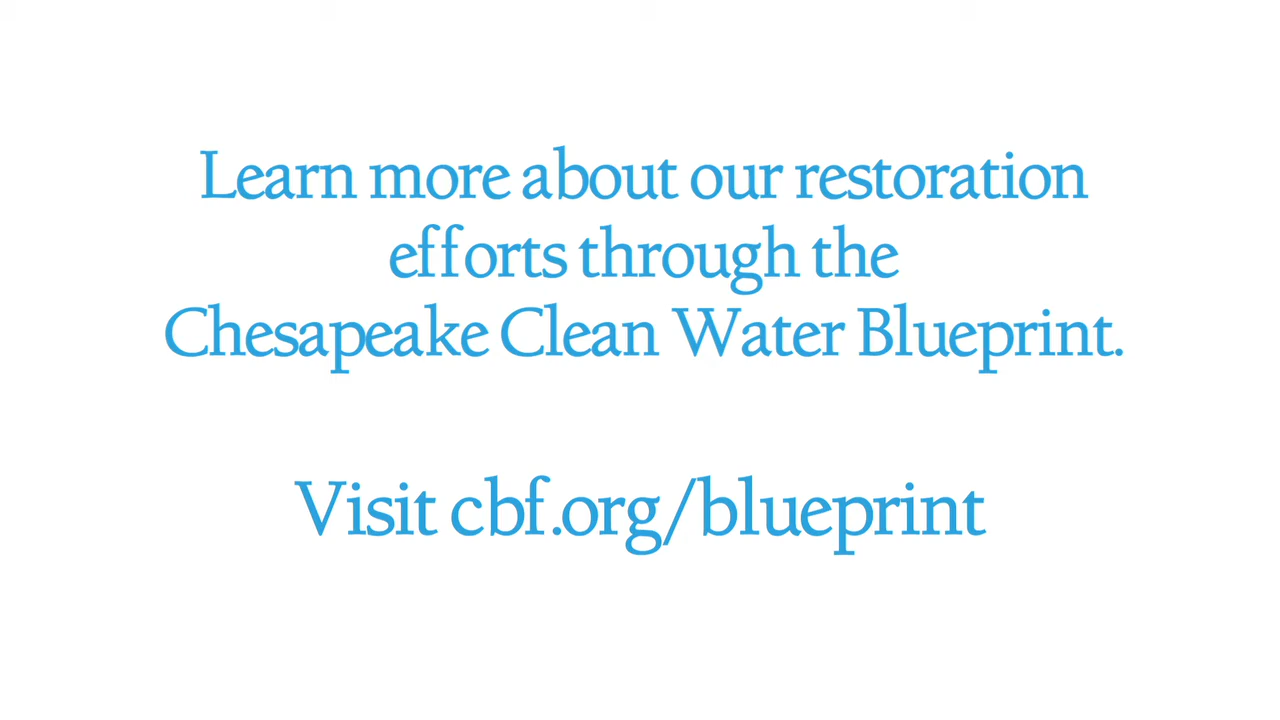 Learn more about our restoration
efforts through the
Chesapeake Clean Water Blueprint.
Visit cbf.org/blueprint